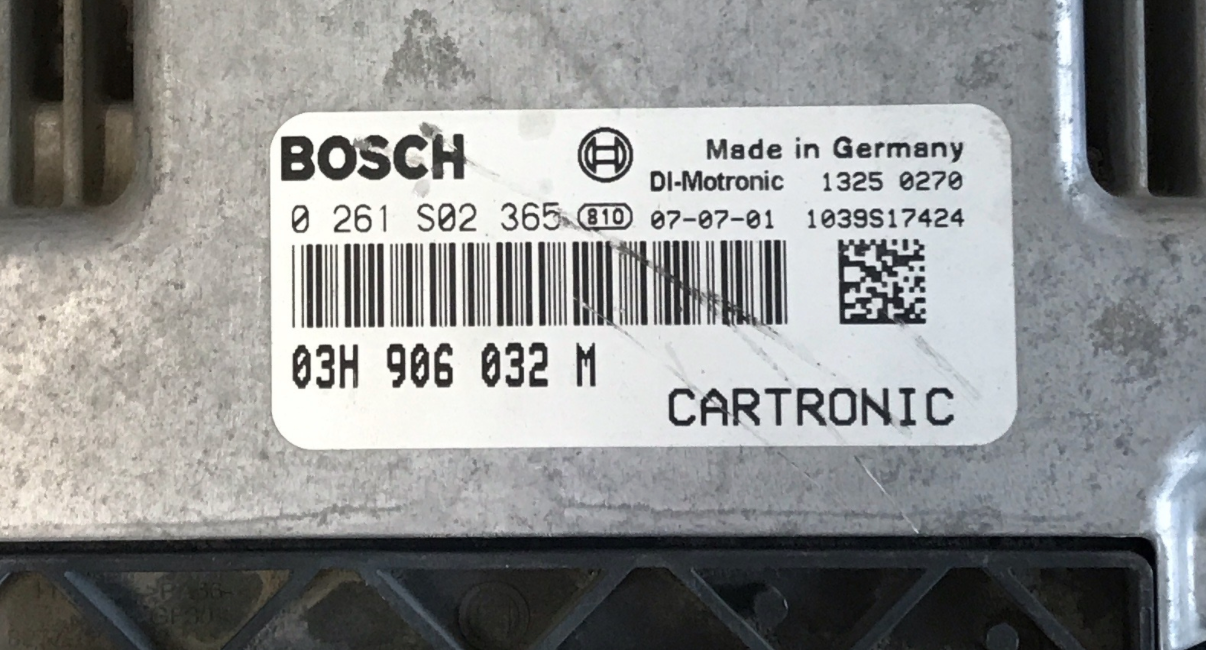 BOSCH
Made in Germany
DI-Motronic 1325 0270
0 261 S02 365 810 07-07-01 1039S17424
03H 906 032 M
CARTRONIC